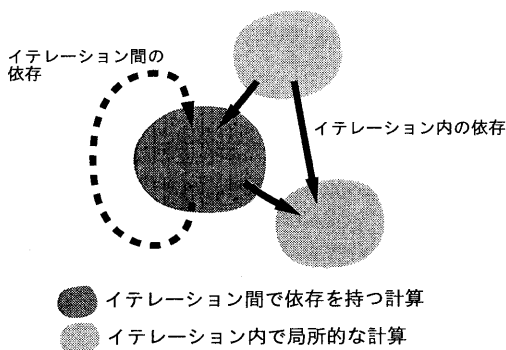 イテレーション間の
依存
イテレーション内の依存
イテレーション間で依存を持つ計算
イテレーション内で局所的な計算